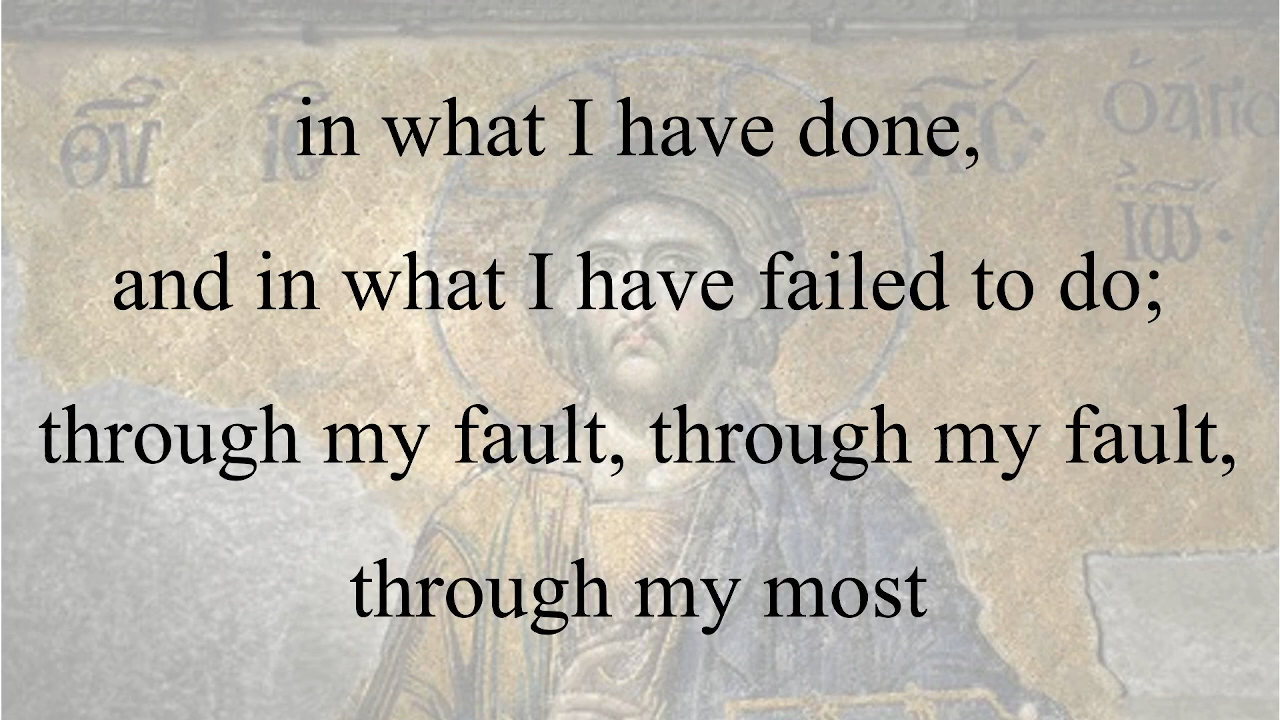 in what I have done,
and in what I have failed to do;
through my fault, through my fault,
through my most